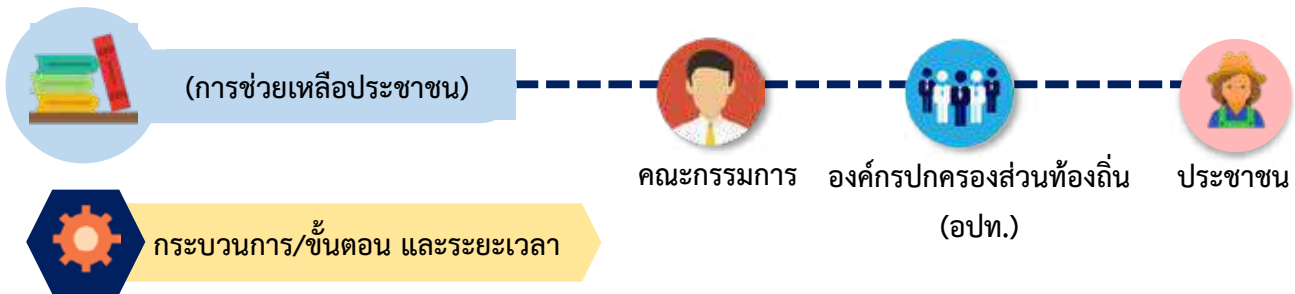 (การช่วยเหลือประชาชน)
คณะกรรมการ
องค์กรปกครองส่วนท้องถิ่น
(อปท.)
ประชาชน
กระบวนการ/ขั้นตอน และระยะเวลา